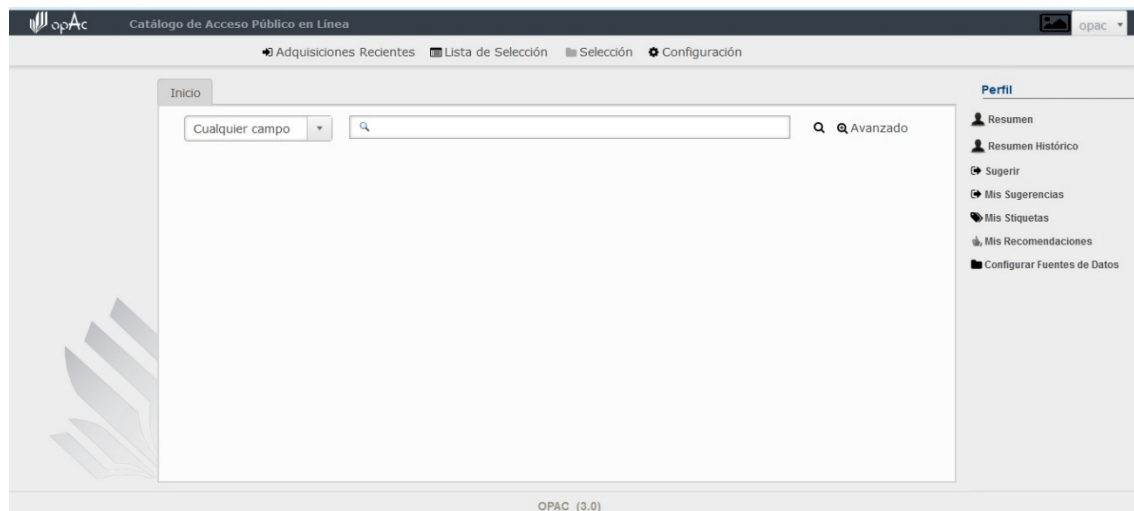 opAc Catálogo de Acceso Público en Línea opac
Adquisiciones Recientes Lista de Selección Selección Configuración
Inicio
Cualquier campo Avanzado
Perfil
Resumen
Resumen Histórico
Sugerir
Mis Sugerencias
Mis Stiquetas
Mis Recomendaciones
Configurar Fuentes de Datos
OPAC (3.0)